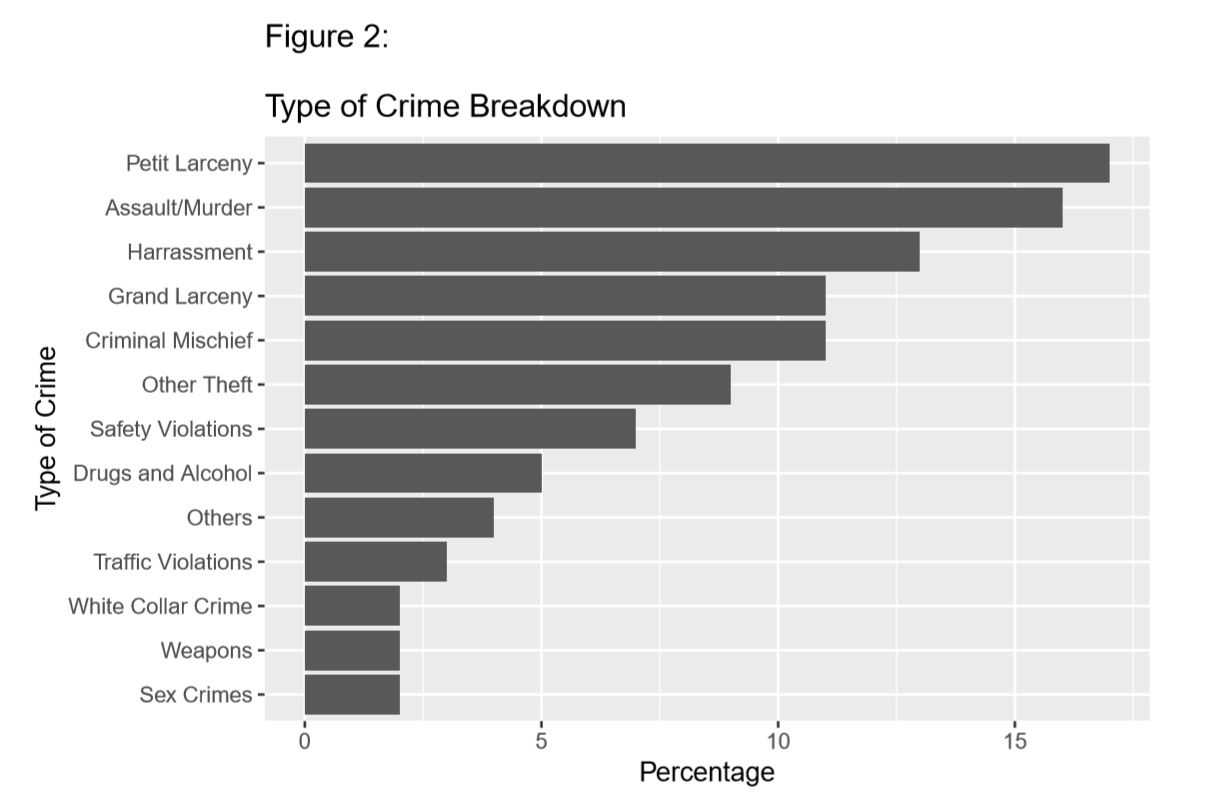 Figure 2:
Type of Crime Breakdown
Type of Crime
Petit Larceny
Assault/Murder
Harrassment
Grand Larceny
Criminal Mischief
Other Theft
Safety Violations
Drugs and Alcohol
Others
Traffic Violations
White Collar Crime
Weapons
Sex Crimes
0 5 10 15
Percentage